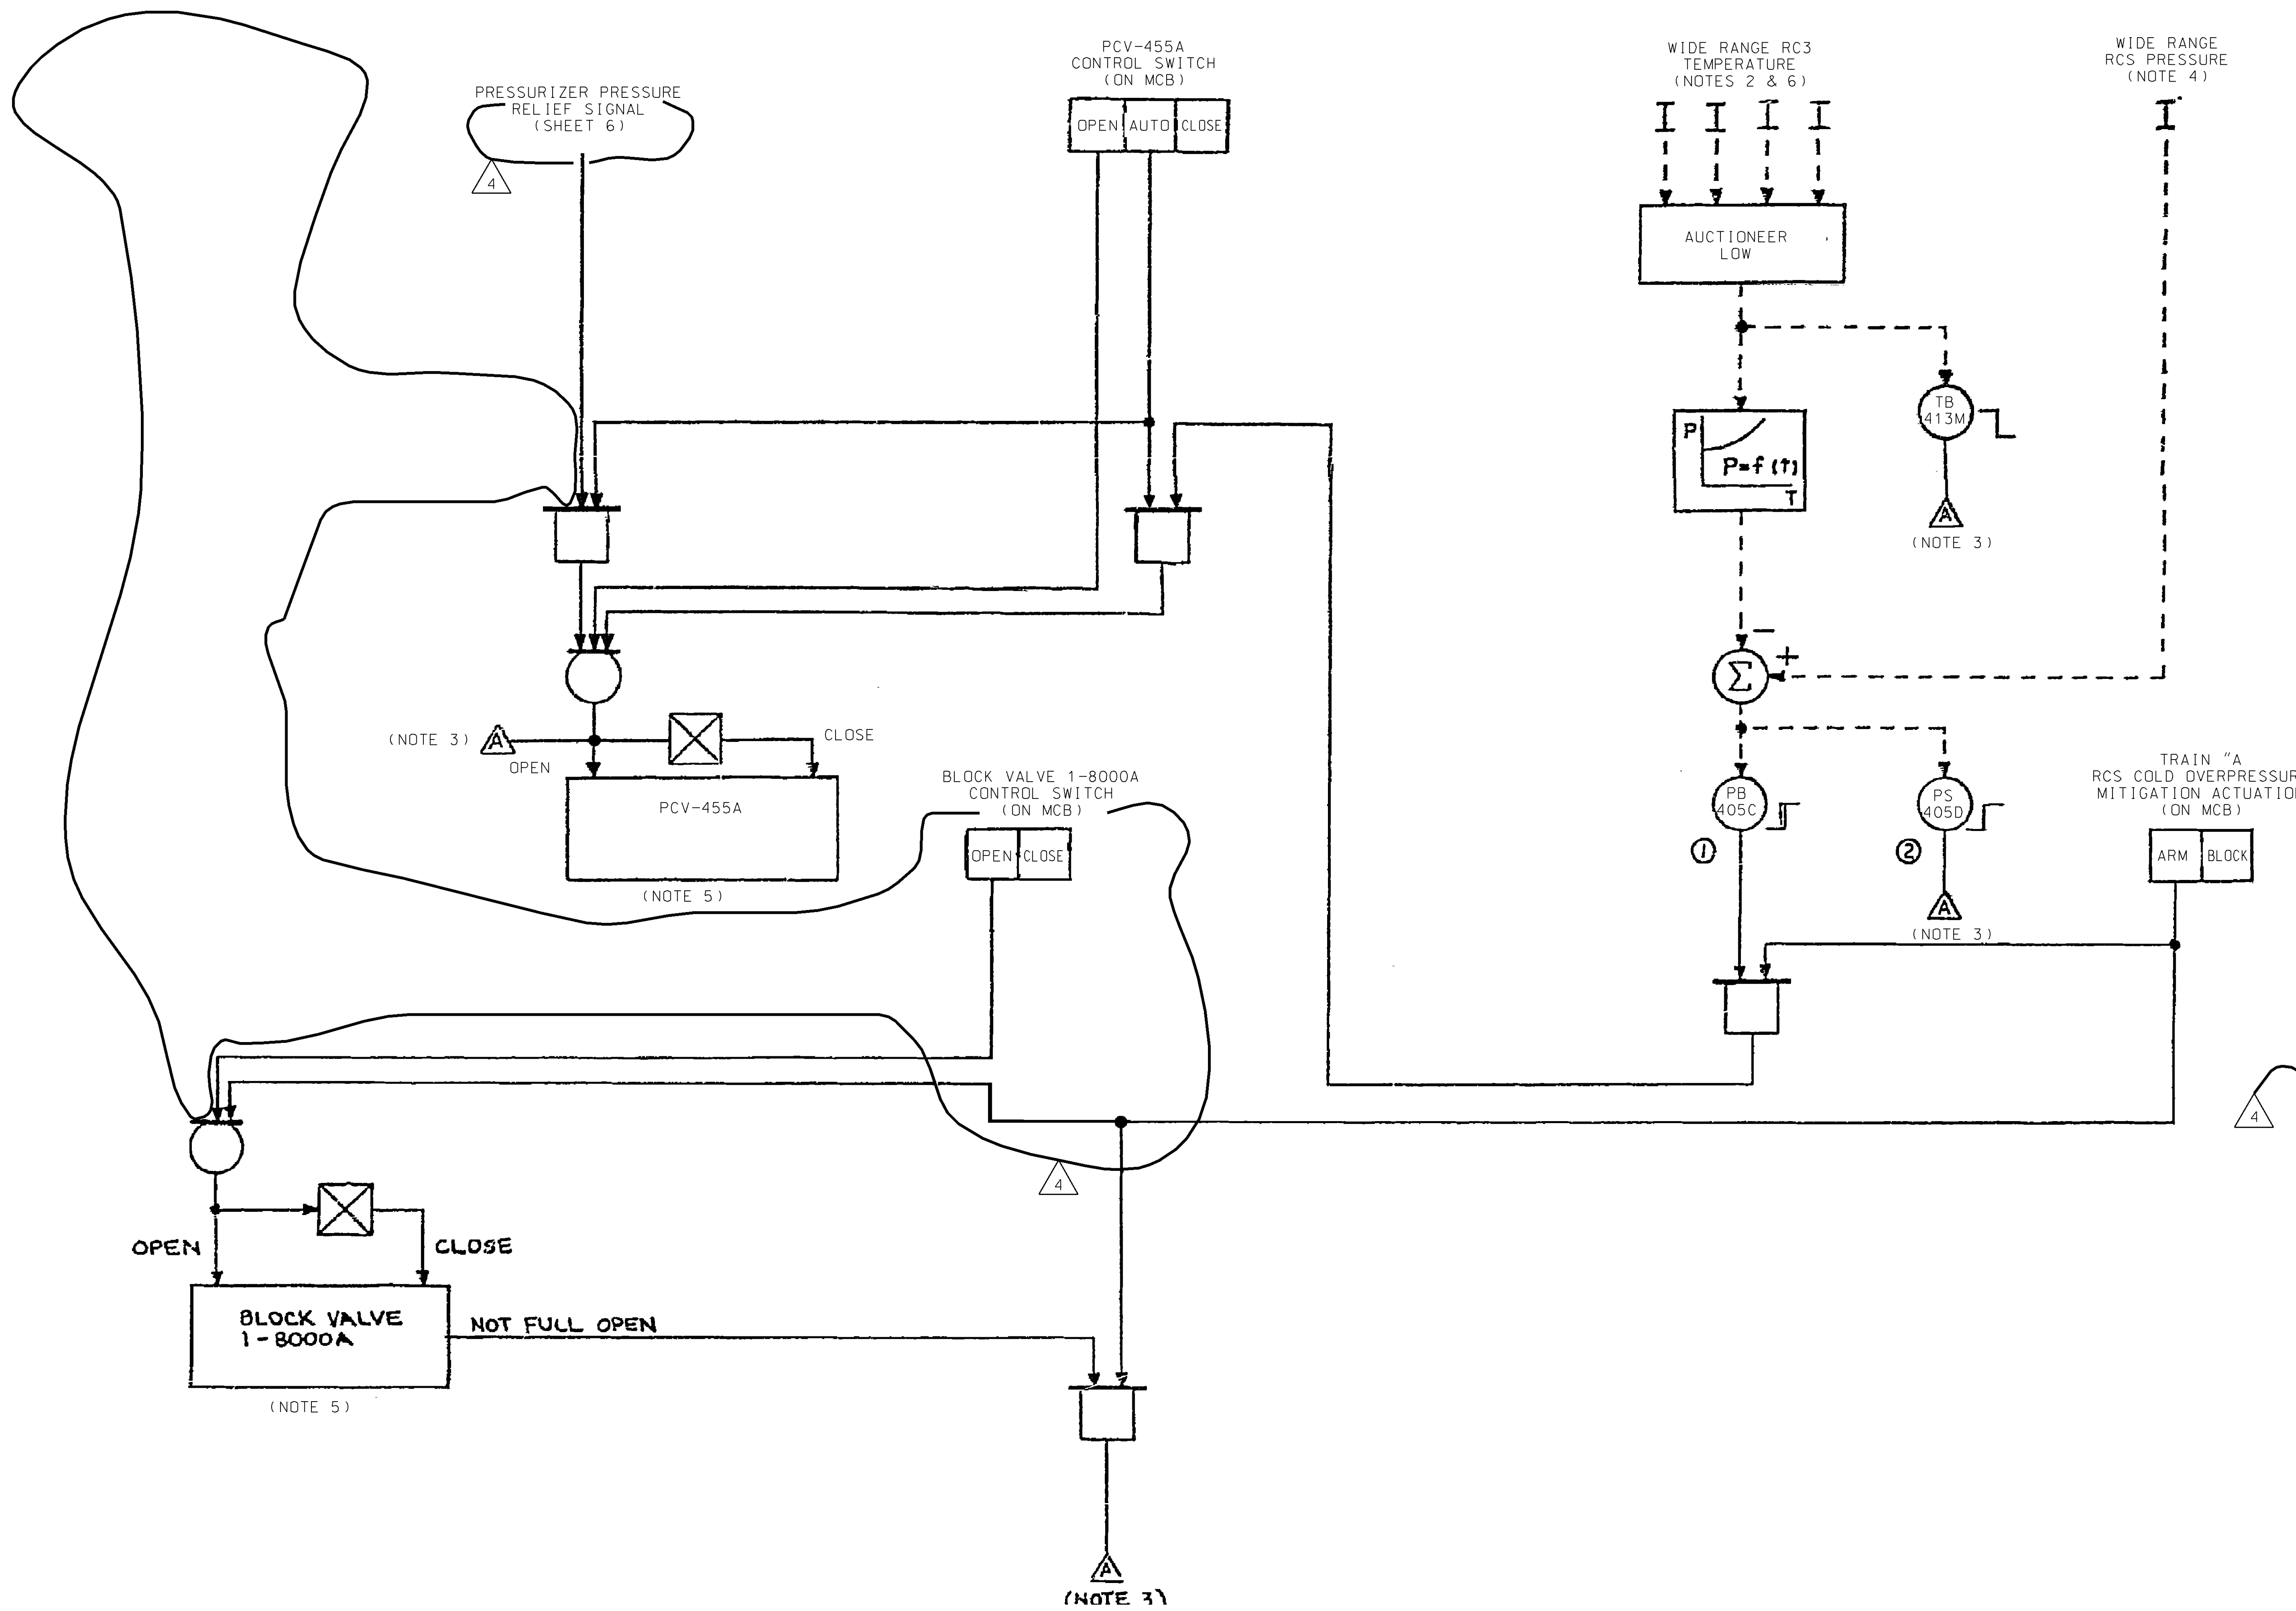 PRESSURIZER PRESSURE
RELIEF SIGNAL
(SHEET 6)
4
PCV-455A
CONTROL SWITCH
(ON MCB)
OPEN AUTO CLOSE
WIDE RANGE RC3
TEMPERATURE
(NOTES 2 & 6)
WIDE RANGE
RCS PRESSURE
(NOTE 4)
AUCTIONEER
LOW
TB
413M
P
P=f(T)
T
A
(NOTE 3)
−
+
Σ
(NOTE 3) A
OPEN
CLOSE
PCV-455A
(NOTE 5)
BLOCK VALVE 1-8000A
CONTROL SWITCH
(ON MCB)
OPEN CLOSE
PB
405C
1
PS
405D
2
A
(NOTE 3)
TRAIN "A
RCS COLD OVERPRESSUR
MITIGATION ACTUATIO
(ON MCB)
ARM BLOCK
4
4
OPEN
CLOSE
BLOCK VALVE
1-8000A
NOT FULL OPEN
(NOTE 5)
A
(NOTE 3)